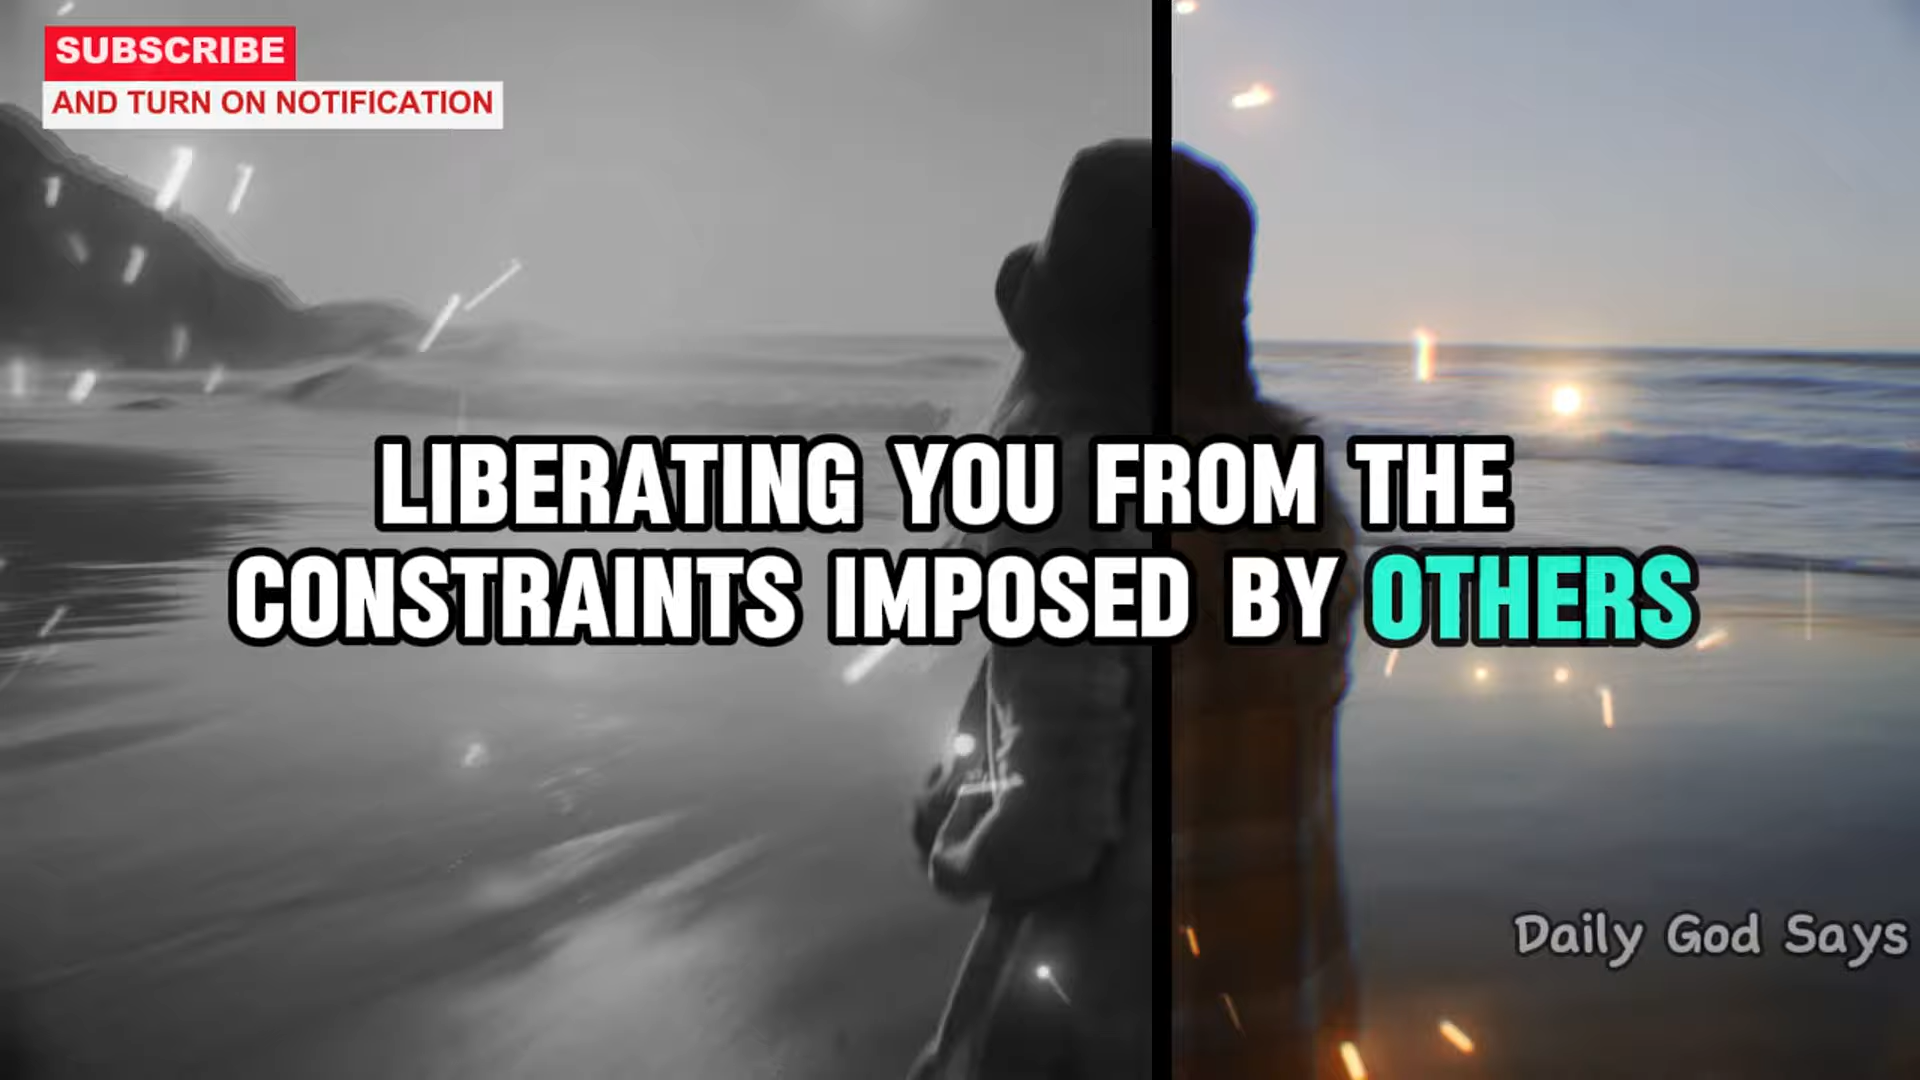 SUBSCRIBE
AND TURN ON NOTIFICATION
LIBERATING YOU FROM THE
CONSTRAINTS IMPOSED BY OTHERS
Daily God Says